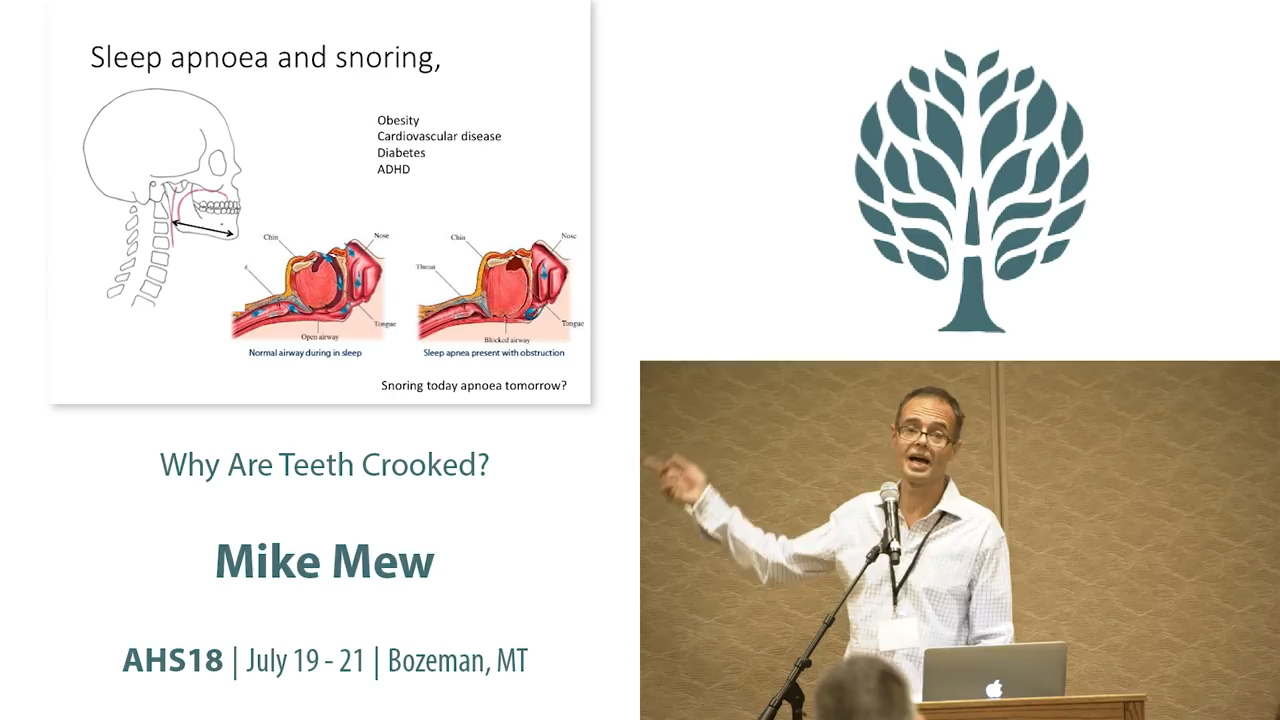 Sleep apnoea and snoring,
Obesity
Cardiovascular disease
Diabetes
ADHD
Chin
Nose
Tongue
Open airway
Normal airway during in sleep
Chin
Nose
Throat
Tongue
Blocked airway
Sleep apnea present with obstruction
Snoring today apnoea tomorrow?
Why Are Teeth Crooked?
Mike Mew
AHS18 | July 19 - 21 | Bozeman, MT